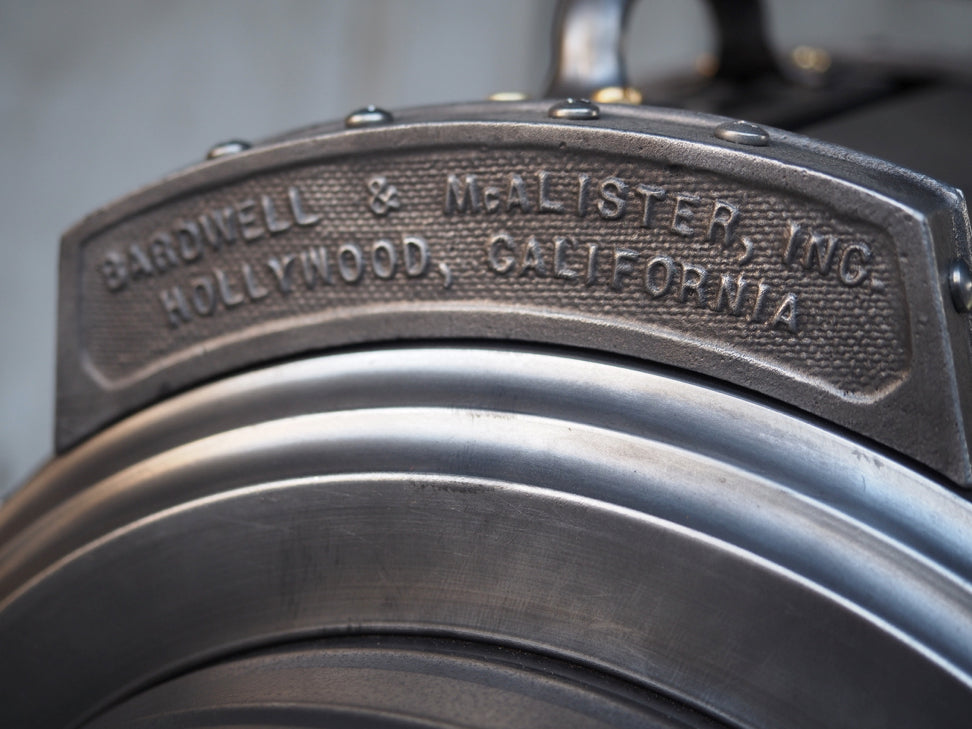 BARDWELL & McALISTER, INC.
HOLLYWOOD, CALIFORNIA